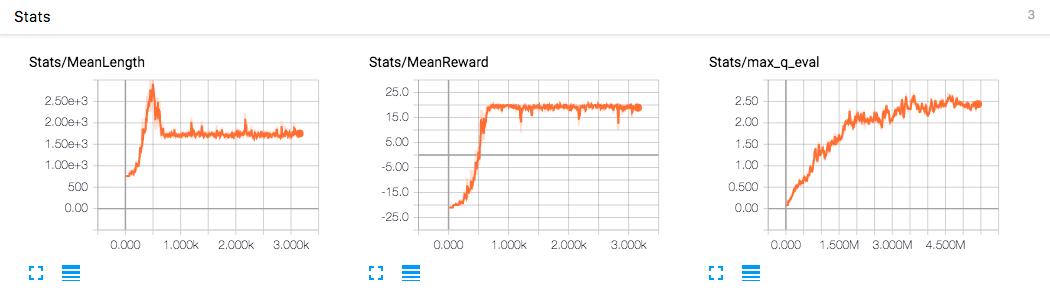 Stats
3
Stats/MeanLength
Stats/MeanReward
Stats/max_q_eval
2.50e+3
2.00e+3
1.50e+3
1.00e+3
500
0.00
0.000 1.000k 2.000k 3.000k
25.0
15.0
5.00
-5.00
-15.0
-25.0
0.000 1.000k 2.000k 3.000k
2.50
2.00
1.50
1.00
0.500
0.00
0.000 1.500M 3.000M 4.500M